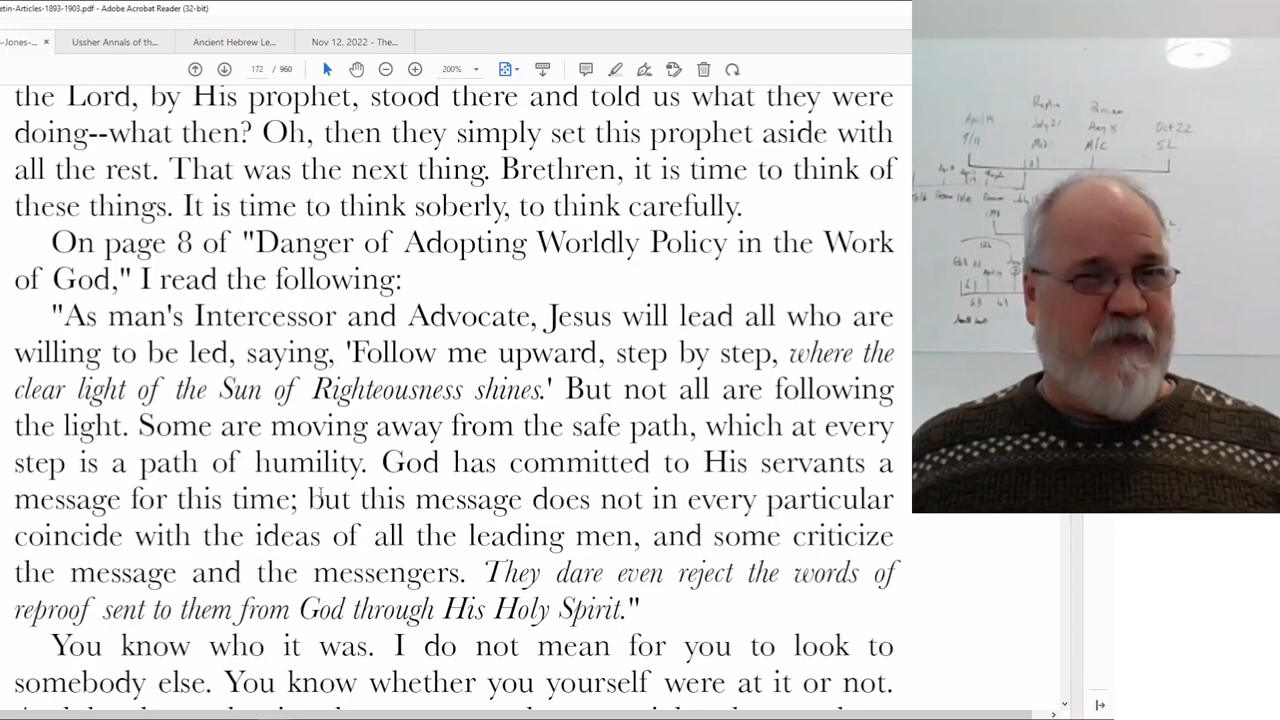 etin-Articles-1893-1903.pdf - Adobe Acrobat Reader (32-bit)
-Jones-... × Ussher Annals of th... Ancient Hebrew Le... Nov 12, 2022 - The...
172 / 960 200%
the Lord, by His prophet, stood there and told us what they were
doing--what then? Oh, then they simply set this prophet aside with
all the rest. That was the next thing. Brethren, it is time to think of
these things. It is time to think soberly, to think carefully.
On page 8 of "Danger of Adopting Worldly Policy in the Work
of God," I read the following:
"As man's Intercessor and Advocate, Jesus will lead all who are
willing to be led, saying, 'Follow me upward, step by step, where the
clear light of the Sun of Righteousness shines.' But not all are following
the light. Some are moving away from the safe path, which at every
step is a path of humility. God has committed to His servants a
message for this time; but this message does not in every particular
coincide with the ideas of all the leading men, and some criticize
the message and the messengers. They dare even reject the words of
reproof sent to them from God through His Holy Spirit."
You know who it was. I do not mean for you to look to
somebody else. You know whether you yourself were at it or not.
April 19
9/11
July 21
Aug 15
M/C
Oct 22
SL
63 63